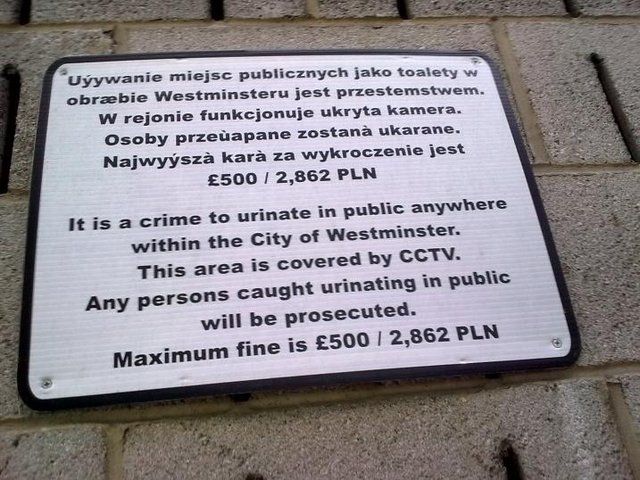 Uýywanie miejsc publicznych jako toalety w
obræbie Westminsteru jest przestemstwem.
W rejonie funkcjonuje ukryta kamera.
Osoby przeùapane zostanà ukarane.
Najwyýszà karà za wykroczenie jest
£500 / 2,862 PLN
It is a crime to urinate in public anywhere
within the City of Westminster.
This area is covered by CCTV.
Any persons caught urinating in public
will be prosecuted.
Maximum fine is £500 / 2,862 PLN